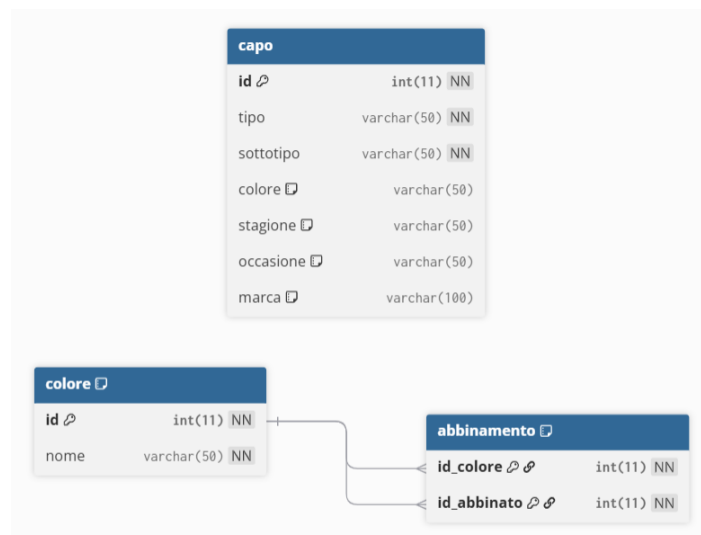 capo
id int(11) NN
tipo varchar(50) NN
sottotipo varchar(50) NN
colore varchar(50)
stagione varchar(50)
occasione varchar(50)
marca varchar(100)
colore
id int(11) NN
nome varchar(50) NN
abbinamento
id_colore int(11) NN
id_abbinato int(11) NN